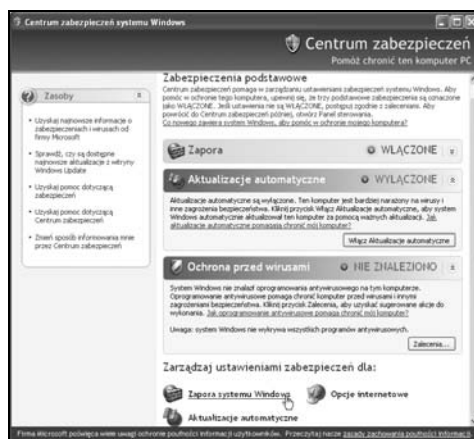 Centrum zabezpieczeń systemu Windows
Centrum zabezpieczeń
Pomóż chronić ten komputer PC
Zasoby
• Uzyskaj najnowsze informacje o
zabezpieczeniach i wirusach od
firmy Microsoft
• Sprawdź, czy są dostępne
najnowsze aktualizacje z witryny
Windows Update
• Uzyskaj pomoc dotyczącą
zabezpieczeń
• Uzyskaj pomoc dotyczącą
Centrum zabezpieczeń
• Zmień sposób informowania mnie
przez Centrum zabezpieczeń
Zabezpieczenia podstawowe
Centrum zabezpieczeń pomaga w zarządzaniu ustawieniami zabezpieczeń systemu Windows. Aby
pomóc w ochronie tego komputera, upewnij się, że trzy podstawowe zabezpieczenia są oznaczone
jako WŁĄCZONE. Jeśli ustawienia nie są WŁĄCZONE, postępuj zgodnie z zaleceniami. Aby
powrócić do Centrum zabezpieczeń później, otwórz Panel sterowania.
Co nowego zawiera system Windows, aby pomóc w ochronie mojego komputera?
Zapora WŁĄCZONE
Aktualizacje automatyczne WYŁĄCZONE
Aktualizacje automatyczne są wyłączone. Ten komputer jest bardziej narażony na wirusy i
inne zagrożenia bezpieczeństwa. Kliknij przycisk Włącz Aktualizacje automatyczne, aby system
Windows automatycznie aktualizował ten komputer za pomocą ważnych aktualizacji. Jak
aktualizacje automatyczne pomagają chronić mój komputer?
Włącz Aktualizacje automatyczne
Ochrona przed wirusami NIE ZNALEZIONO
System Windows nie znalazł oprogramowania antywirusowego na tym komputerze.
Oprogramowanie antywirusowe pomaga chronić komputer przed wirusami i innymi
zagrożeniami bezpieczeństwa. Kliknij przycisk Zalecenia, aby uzyskać sugerowane akcje do
wykonania. Jak oprogramowanie antywirusowe pomaga chronić mój komputer?
Uwaga: system Windows nie wykrywa wszystkich programów antywirusowych.
Zalecenia...
Zarządzaj ustawieniami zabezpieczeń dla:
Zapora systemu Windows Opcje internetowe
Aktualizacje automatyczne
Firma Microsoft poświęca wiele uwagi ochronie poufności informacji użytkowników. Przeczytaj nasze zasady zachowania poufności informacji.